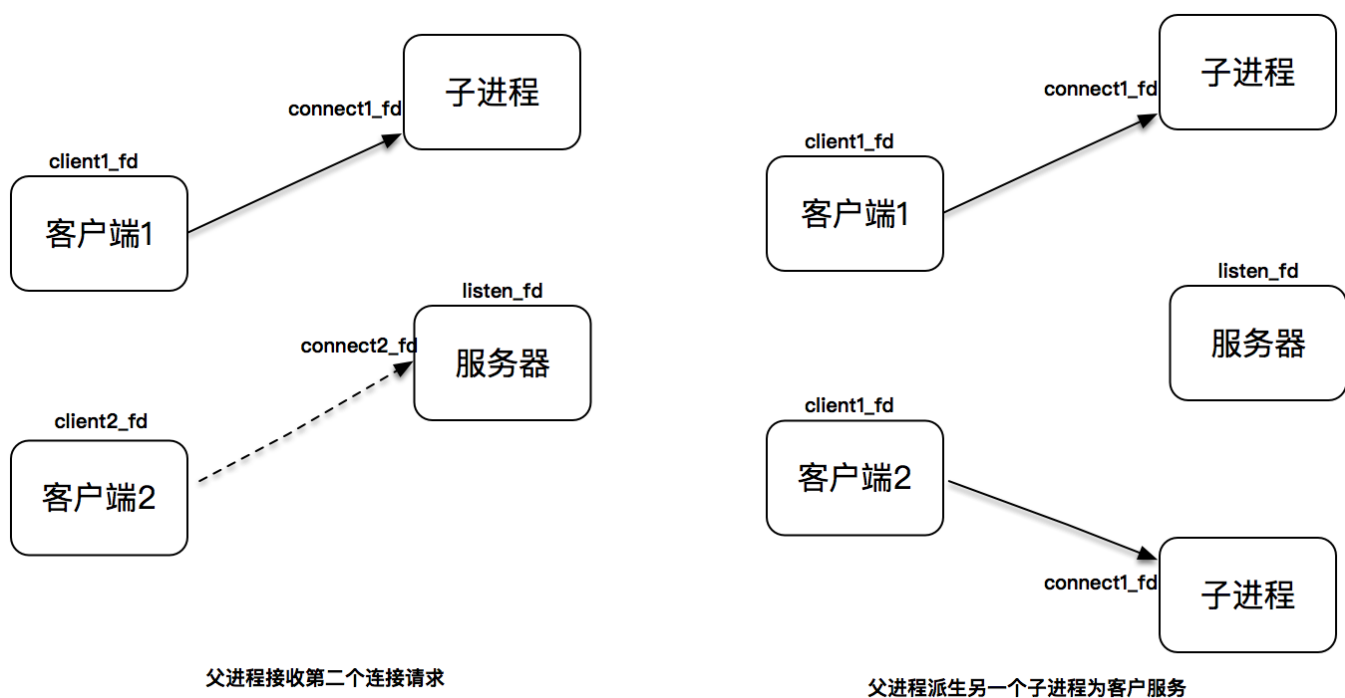 子进程
connect1_fd
client1_fd
客户端1
listen_fd
connect2_fd
服务器
client2_fd
客户端2
父进程接收第二个连接请求
子进程
connect1_fd
client1_fd
客户端1
listen_fd
服务器
client1_fd
客户端2
connect1_fd
子进程
父进程派生另一个子进程为客户服务